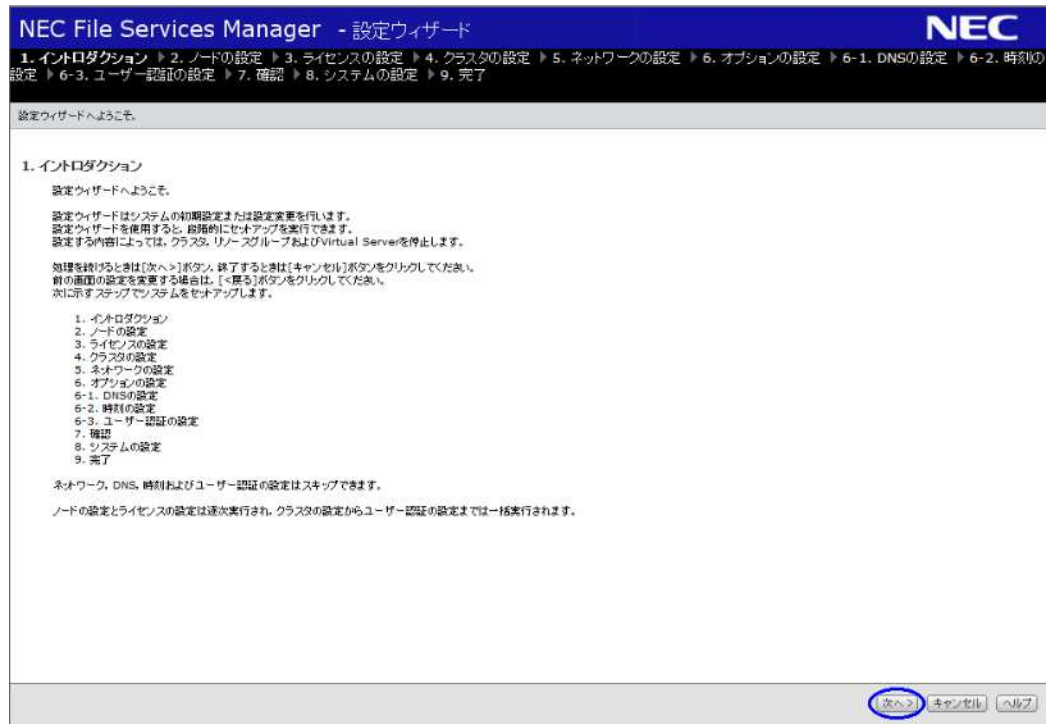 NEC File Services Manager - 設定ウィザード
NEC
1. イントロダクション ▶ 2. ノードの設定 ▶ 3. ライセンスの設定 ▶ 4. クラスタの設定 ▶ 5. ネットワークの設定 ▶ 6. オプションの設定 ▶ 6-1. DNSの設定 ▶ 6-2. 時刻の
設定 ▶ 6-3. ユーザー認証の設定 ▶ 7. 確認 ▶ 8. システムの設定 ▶ 9. 完了
設定ウィザードへようこそ。
1. イントロダクション
設定ウィザードへようこそ。
設定ウィザードはシステムの初期設定または設定変更を行います。
設定ウィザードを使用すると, 段階的にセットアップを実行できます。
設定する内容によっては, クラスタ, リソースグループおよびVirtual Serverを停止します。
処理を続けるときは[次へ>]ボタン, 終了するときは[キャンセル]ボタンをクリックしてください。
前の画面の設定を変更する場合は, [<戻る]ボタンをクリックしてください。
次に示すステップでシステムをセットアップします。
1. イントロダクション
2. ノードの設定
3. ライセンスの設定
4. クラスタの設定
5. ネットワークの設定
6. オプションの設定
6-1. DNSの設定
6-2. 時刻の設定
6-3. ユーザー認証の設定
7. 確認
8. システムの設定
9. 完了
ネットワーク, DNS, 時刻およびユーザー認証の設定はスキップできます。
ノードの設定とライセンスの設定は逐次実行され, クラスタの設定からユーザー認証の設定までは一括実行されます。
次へ> キャンセル ヘルプ